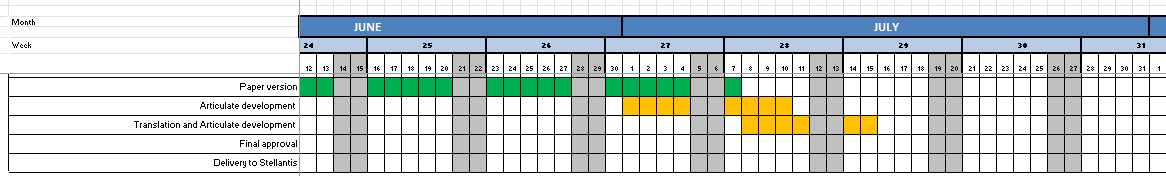 Month JUNE JULY
Week 24 25 26 27 28 29 30 31
12 13 14 15 16 17 18 19 20 21 22 23 24 25 26 27 28 29 30 1 2 3 4 5 6 7 8 9 10 11 12 13 14 15 16 17 18 19 20 21 22 23 24 25 26 27 28 29 30 31 1
Paper version
Articulate development
Translation and Articulate development
Final approval
Delivery to Stellantis